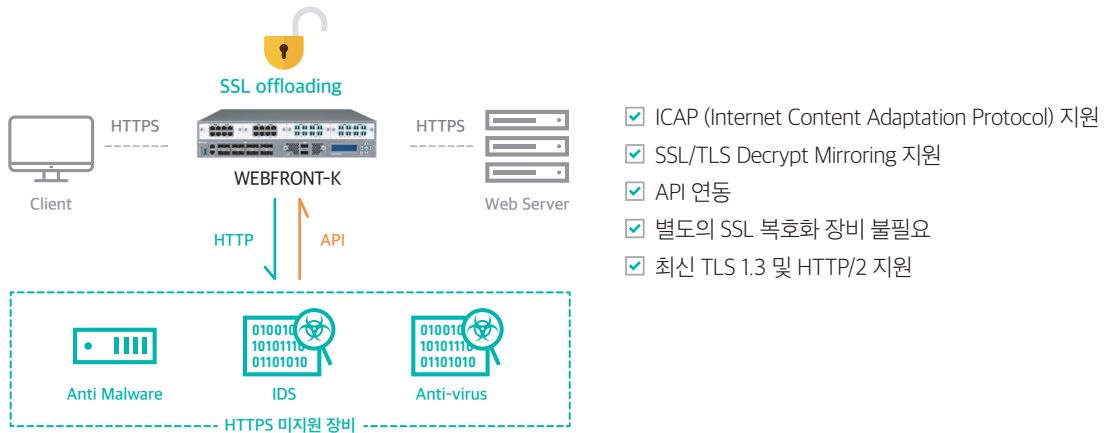 SSL offloading
HTTPS
HTTPS
WEBFRONT-K
Client
Web Server
HTTP
API
010010
10101110
01101010
010010
10101110
01101010
Anti Malware
IDS
Anti-virus
HTTPS 미지원 장비
ICAP (Internet Content Adaptation Protocol) 지원
SSL/TLS Decrypt Mirroring 지원
API 연동
별도의 SSL 복호화 장비 불필요
최신 TLS 1.3 및 HTTP/2 지원